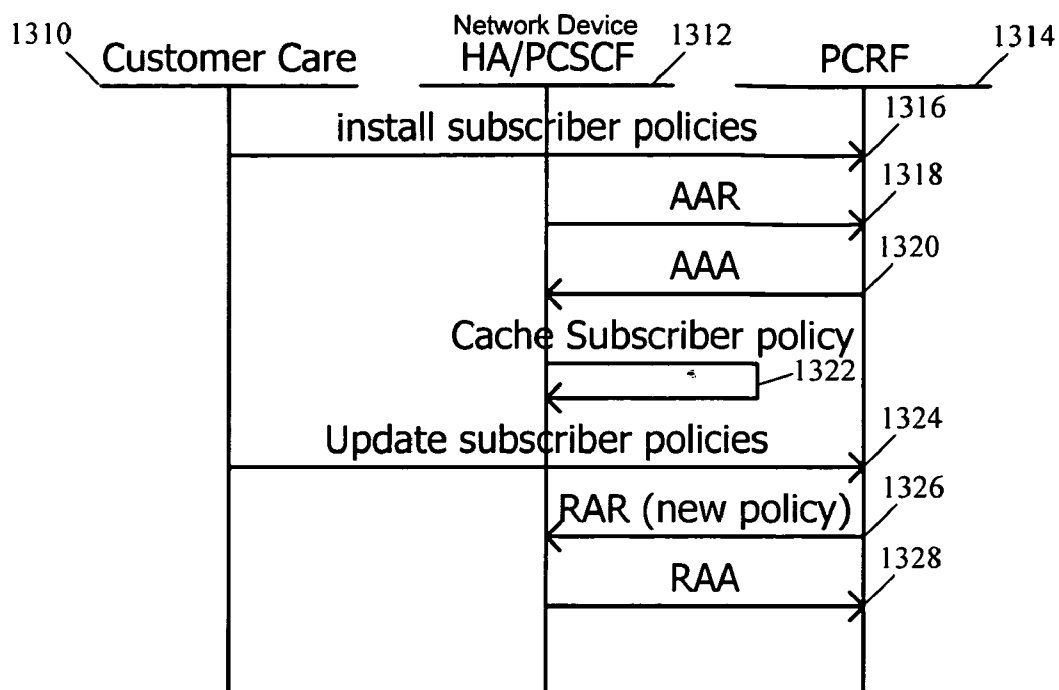 1310
Customer Care
Network Device
HA/PCSCF
1312
PCRF
1314
install subscriber policies
1316
AAR
1318
AAA
1320
Cache Subscriber policy
1322
Update subscriber policies
1324
RAR (new policy)
1326
RAA
1328